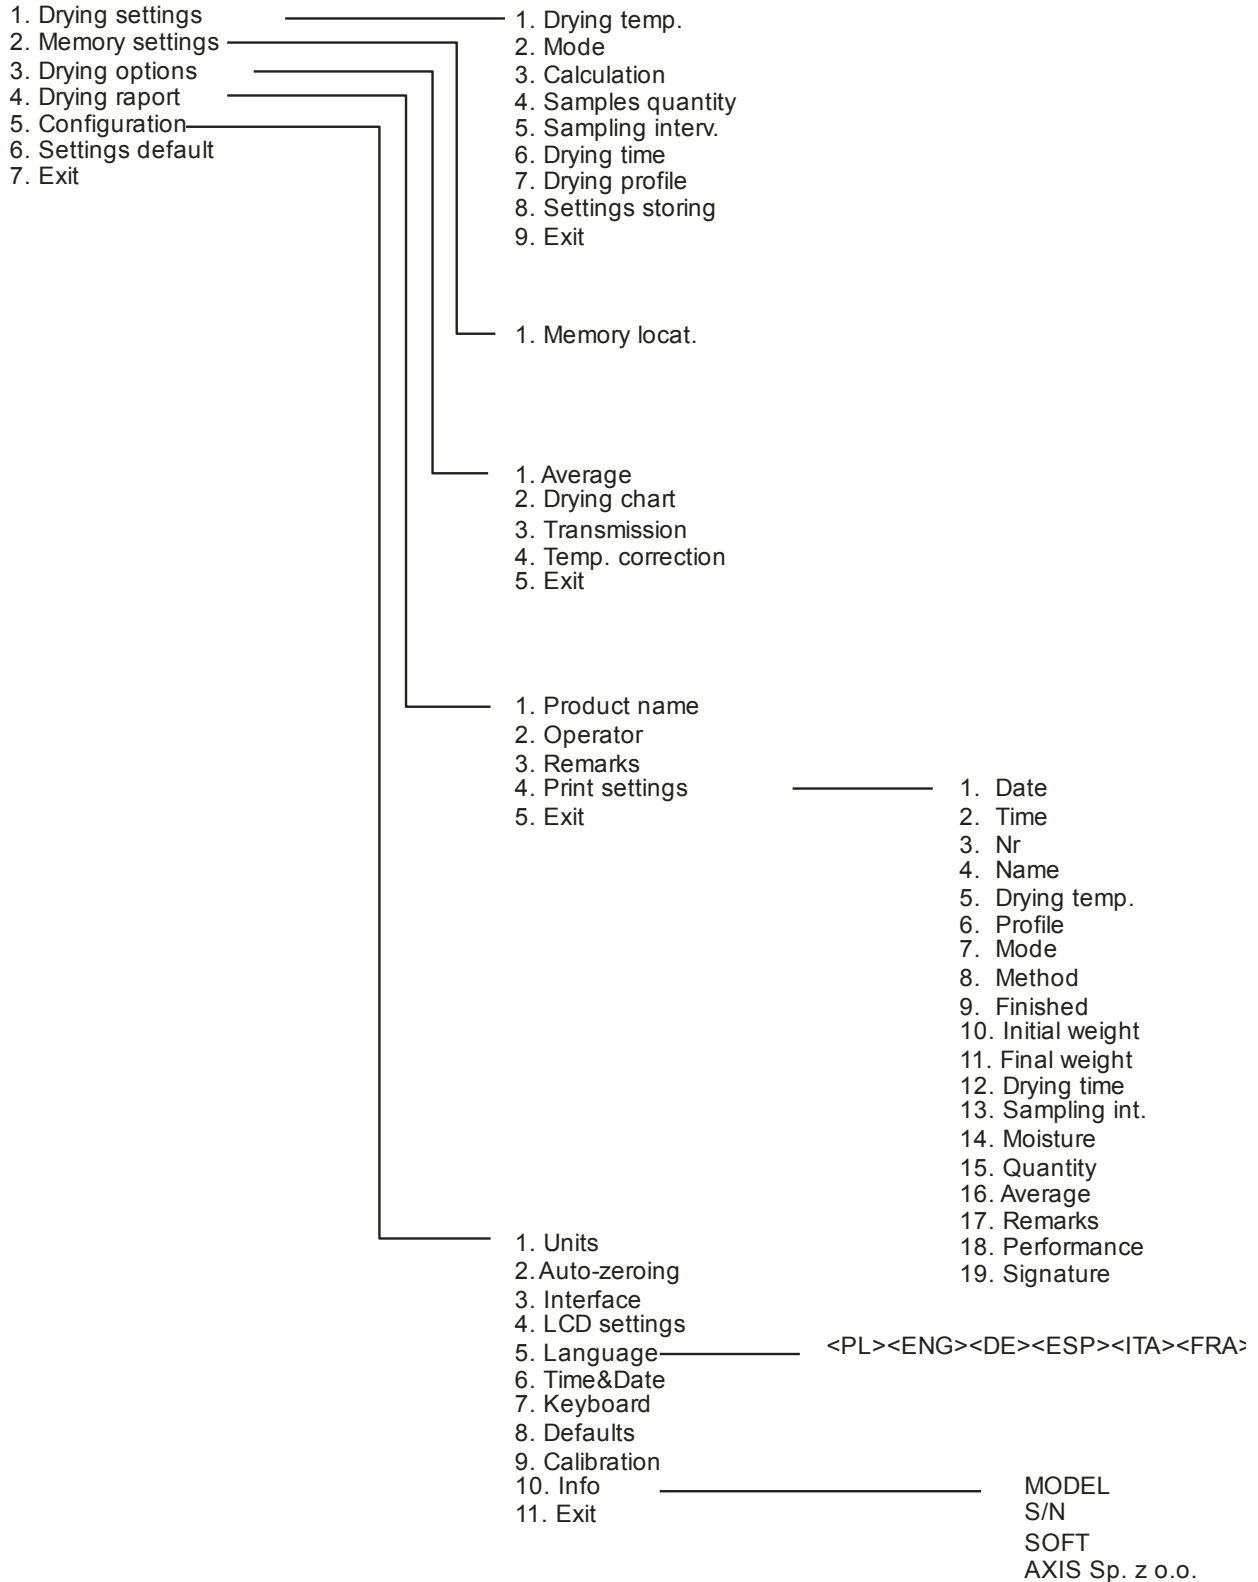 1. Drying settings
2. Memory settings
3. Drying options
4. Drying raport
5. Configuration
6. Settings default
7. Exit
1. Drying temp.
2. Mode
3. Calculation
4. Samples quantity
5. Sampling interv.
6. Drying time
7. Drying profile
8. Settings storing
9. Exit
1. Memory locat.
1. Average
2. Drying chart
3. Transmission
4. Temp. correction
5. Exit
1. Product name
2. Operator
3. Remarks
4. Print settings
5. Exit
1. Date
2. Time
3. Nr
4. Name
5. Drying temp.
6. Profile
7. Mode
8. Method
9. Finished
10. Initial weight
11. Final weight
12. Drying time
13. Sampling int.
14. Moisture
15. Quantity
16. Average
17. Remarks
18. Performance
19. Signature
1. Units
2. Auto-zeroing
3. Interface
4. LCD settings
5. Language
6. Time&Date
7. Keyboard
8. Defaults
9. Calibration
10. Info
11. Exit
<PL><ENG><DE><ESP><ITA><FRA>
MODEL
S/N
SOFT
AXIS Sp. z o.o.